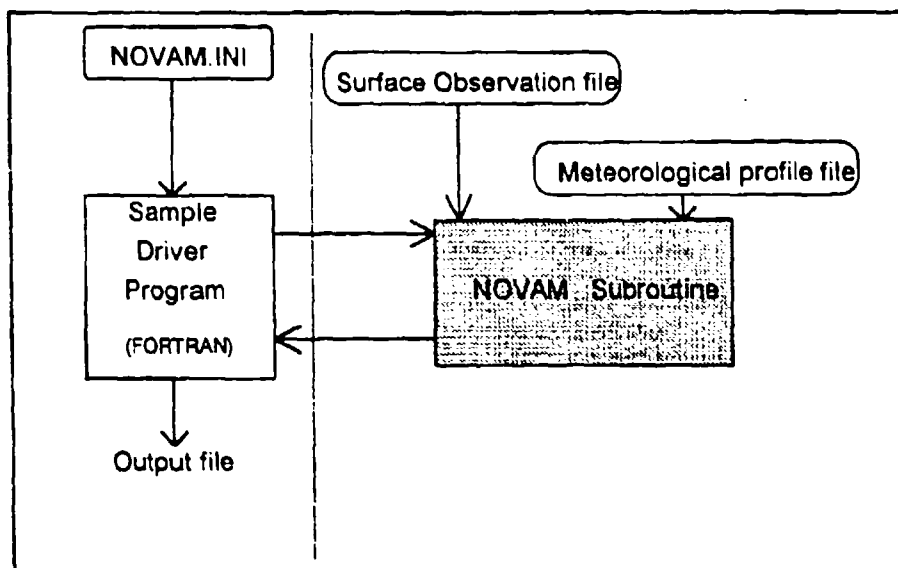 NOVAM.INI
Surface Observation file
Meteorological profile file
Sample
Driver
Program
(FORTRAN)
NOVAM Subroutine
Output file